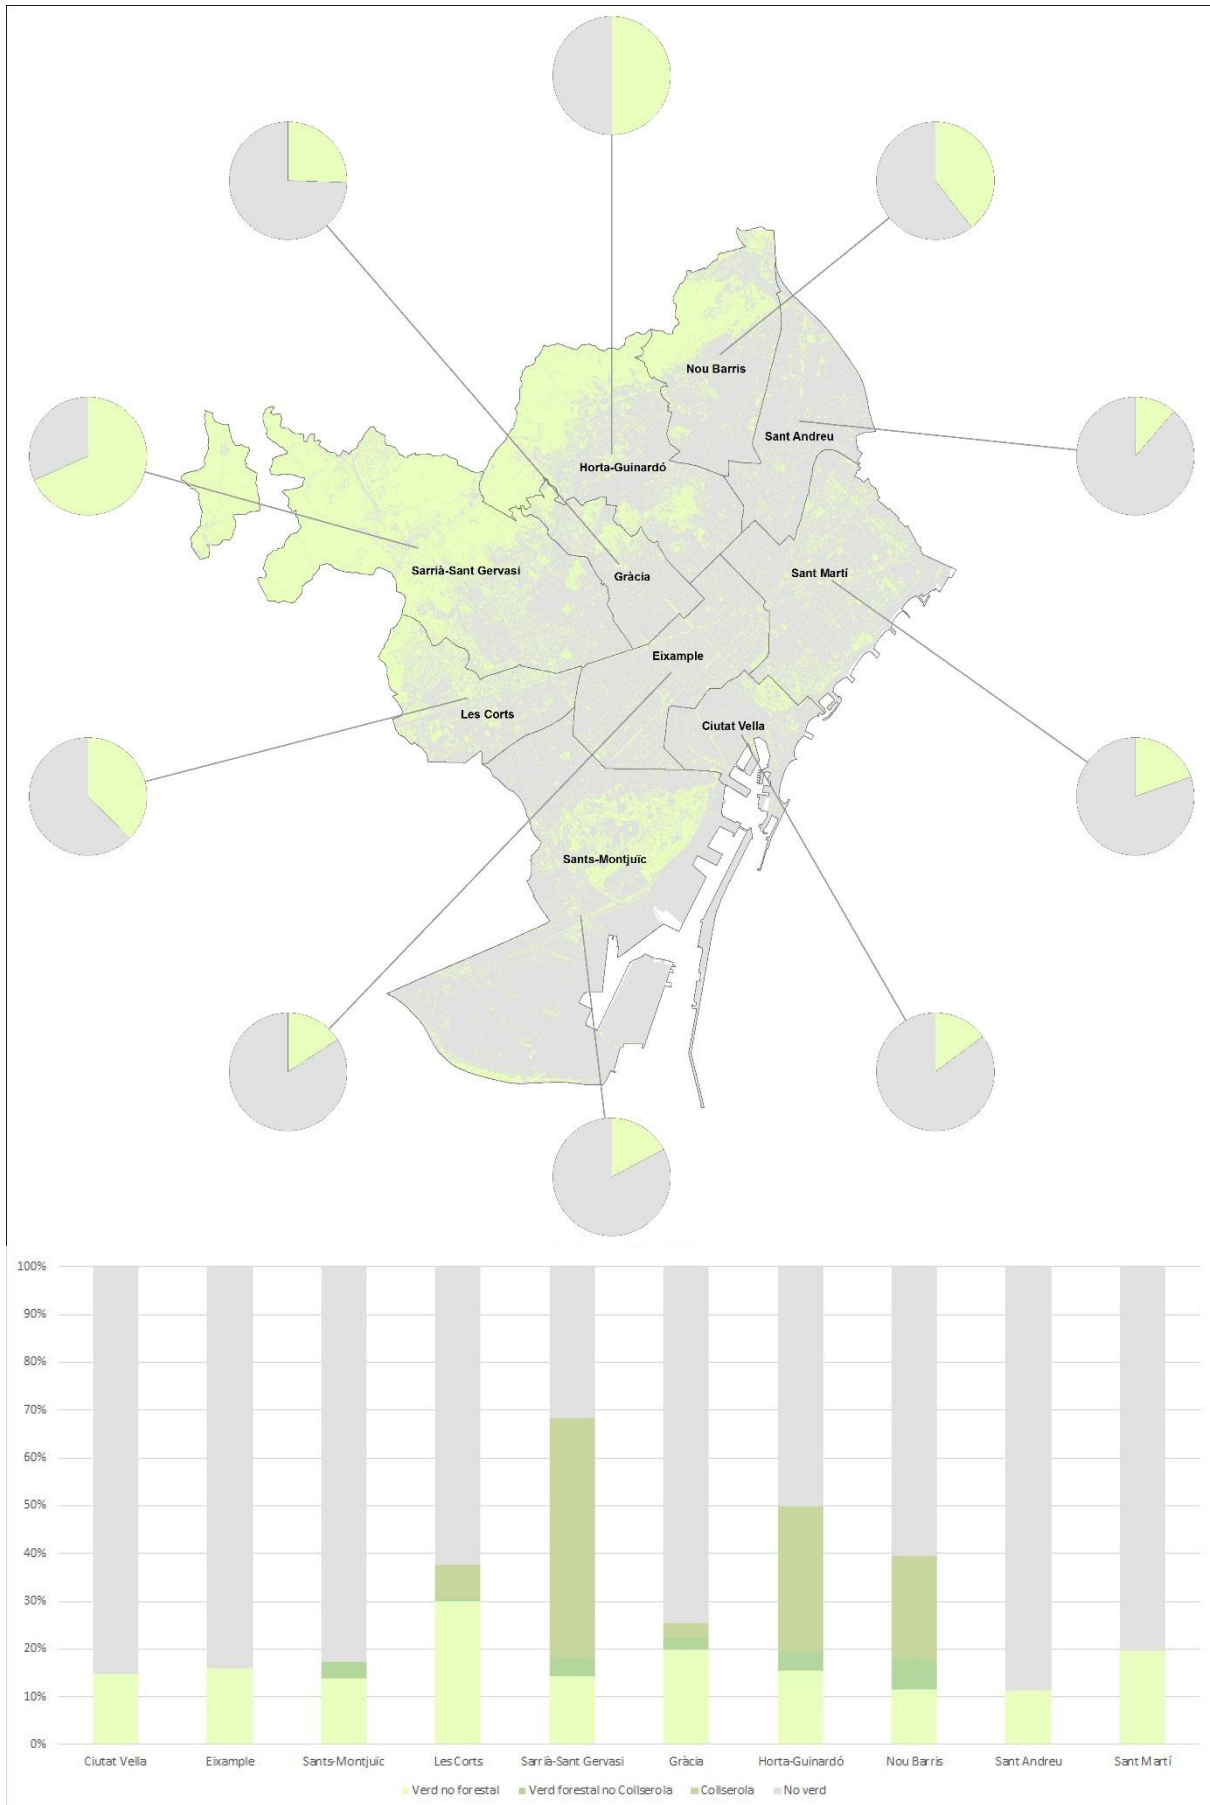 Nou Barris
Sant Andreu
Horta-Guinardó
Sarrià-Sant Gervasi
Gràcia
Sant Martí
Eixample
Les Corts
Ciutat Vella
Sants-Montjuïc
100%
90%
80%
70%
60%
50%
40%
30%
20%
10%
0%
Ciutat Vella Eixample Sants-Montjuïc Les Corts Sarrià-Sant Gervasi Gràcia Horta-Guinardó Nou Barris Sant Andreu Sant Martí
Verd no forestal Verd forestal no Collserola Collserola No verd